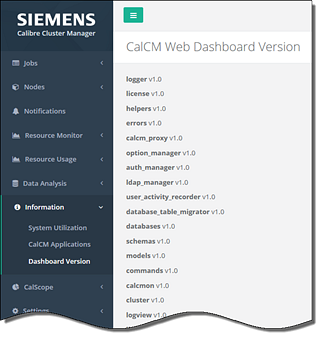 SIEMENS
Calibre Cluster Manager
Jobs
Nodes
Notifications
Resource Monitor
Resource Usage
Data Analysis
Information
System Utilization
CalCM Applications
Dashboard Version
CalScope
Settings
CalCM Web Dashboard Version
logger v1.0
license v1.0
helpers v1.0
errors v1.0
calcm_proxy v1.0
option_manager v1.0
auth_manager v1.0
ldap_manager v1.0
user_activity_recorder v1.0
database_table_migrator v1.0
databases v1.0
schemas v1.0
models v1.0
commands v1.0
calcmon v1.0
cluster v1.0
logview v1.0